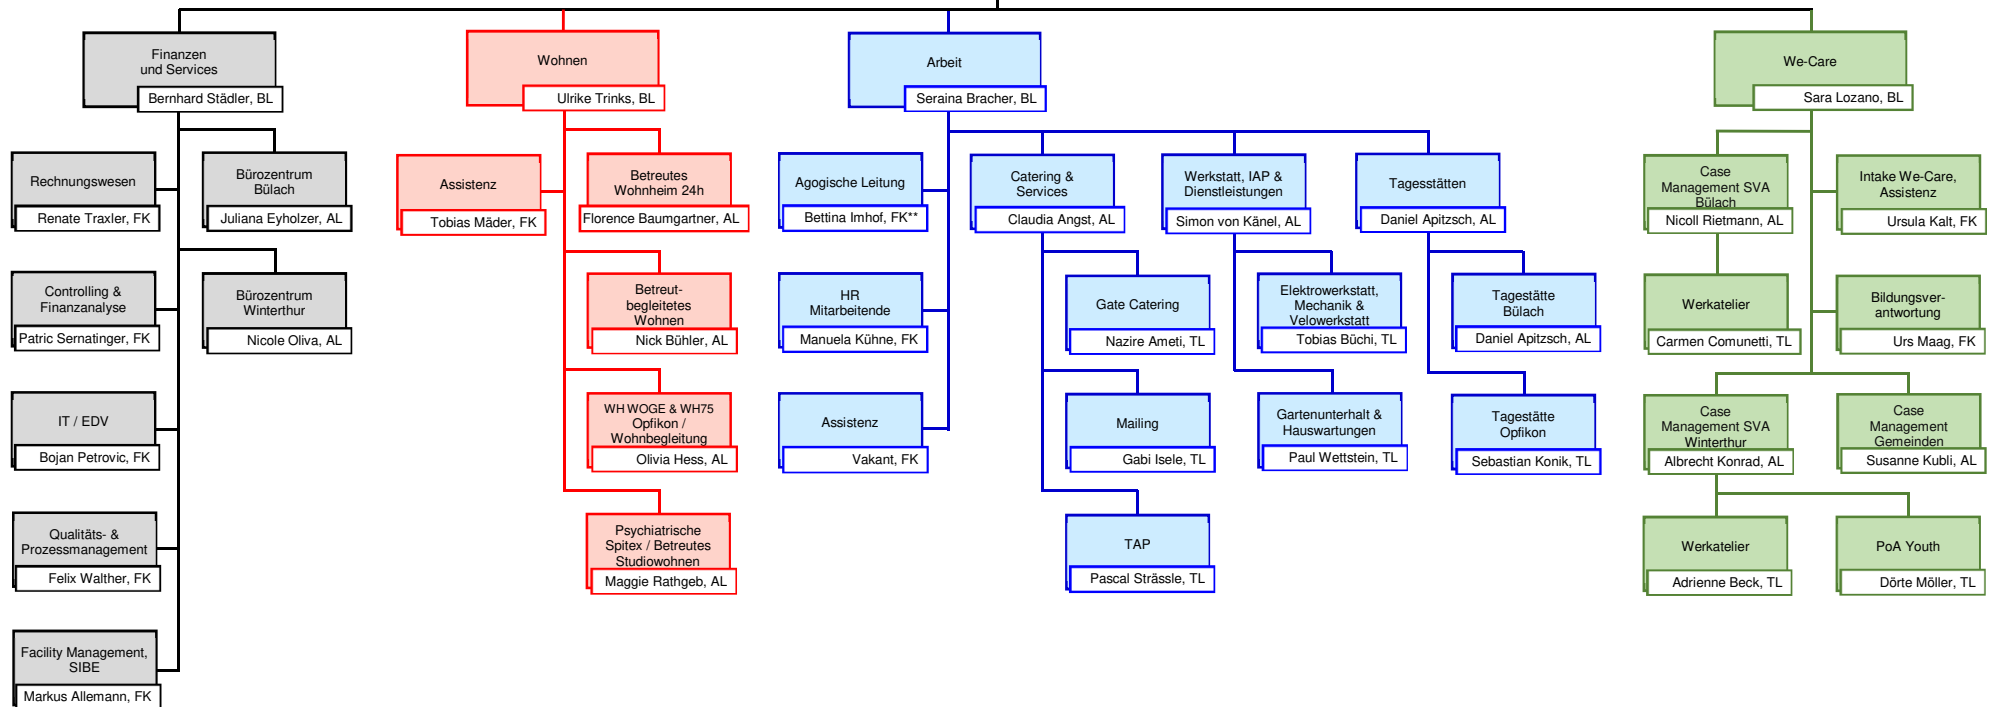 Finanzen
und Services
Bernhard Städler, BL
Rechnungswesen
Renate Traxler, FK
Bürozentrum
Bülach
Juliana Eyholzer, AL
Controlling &
Finanzanalyse
Patric Sernatinger, FK
Bürozentrum
Winterthur
Nicole Oliva, AL
IT / EDV
Bojan Petrovic, FK
Qualitäts- &
Prozessmanagement
Felix Walther, FK
Facility Management,
SIBE
Markus Allemann, FK
Wohnen
Ulrike Trinks, BL
Assistenz
Tobias Mäder, FK
Betreutes
Wohnheim 24h
Florence Baumgartner, AL
Betreut-
begleitetes
Wohnen
Nick Bühler, AL
WH WOGE & WH75
Opfikon /
Wohnbegleitung
Olivia Hess, AL
Psychiatrische
Spitex / Betreutes
Studiowohnen
Maggie Rathgeb, AL
Arbeit
Seraina Bracher, BL
Agogische Leitung
Bettina Imhof, FK**
HR
Mitarbeitende
Manuela Kühne, FK
Assistenz
Vakant, FK
Catering &
Services
Claudia Angst, AL
Gate Catering
Nazire Ameti, TL
Mailing
Gabi Isele, TL
TAP
Pascal Strässle, TL
Werkstatt, IAP &
Dienstleistungen
Simon von Känel, AL
Elektrowerkstatt,
Mechanik &
Velowerkstatt
Tobias Büchi, TL
Gartenunterhalt &
Hauswartungen
Paul Wettstein, TL
Tagesstätten
Daniel Apitzsch, AL
Tagestätte
Bülach
Daniel Apitzsch, AL
Tagestätte
Opfikon
Sebastian Konik, TL
We-Care
Sara Lozano, BL
Case
Management SVA
Bülach
Nicoll Rietmann, AL
Intake We-Care,
Assistenz
Ursula Kalt, FK
Werkatelier
Carmen Comunetti, TL
Bildungsver-
antwortung
Urs Maag, FK
Case
Management SVA
Winterthur
Albrecht Konrad, AL
Case
Management
Gemeinden
Susanne Kubli, AL
Werkatelier
Adrienne Beck, TL
PoA Youth
Dörte Möller, TL